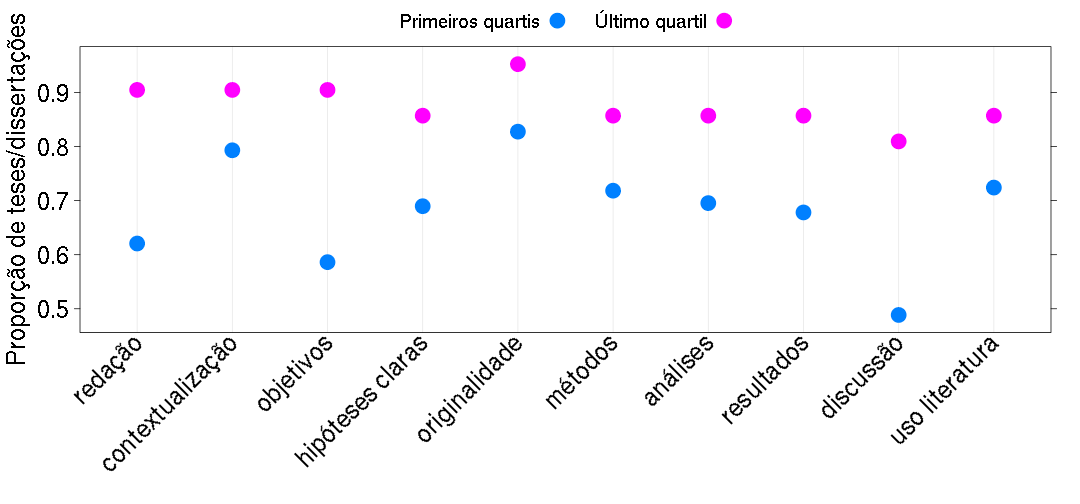 Primeiros quartis
Último quartil
Proporção de teses/dissertações
0.9
0.8
0.7
0.6
0.5
redação
contextualização
objetivos
hipóteses claras
originalidade
métodos
análises
resultados
discussão
uso literatura